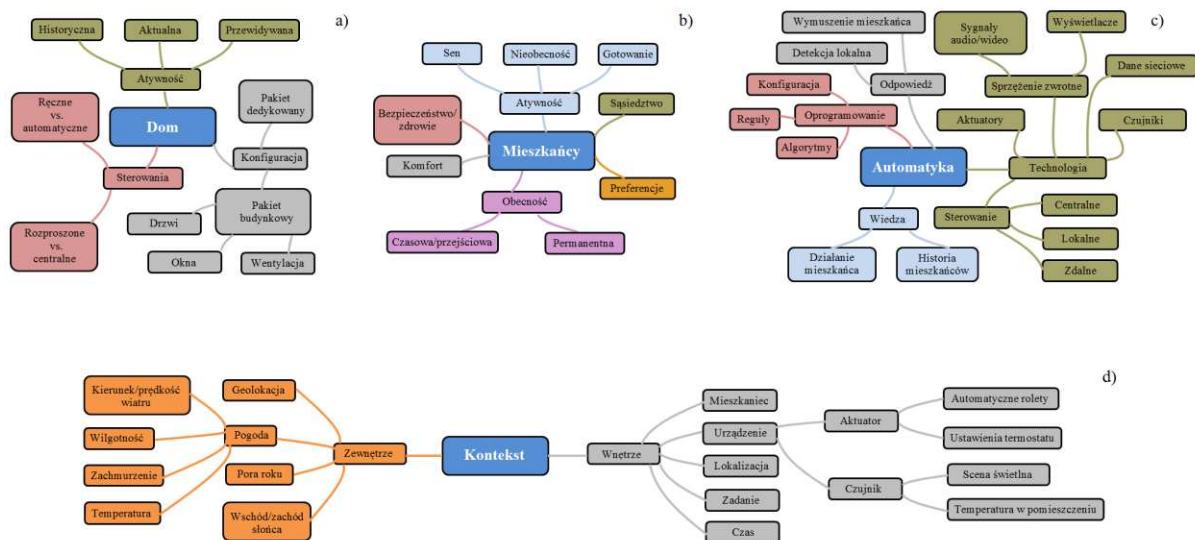 a)
Historyczna
Aktualna
Przewidywana
Atywność
Ręczne
vs.
automatyczne
Dom
Pakiet
dedykowany
Konfiguracja
Sterowania
Pakiet
budynkowy
Drzwi
Rozproszone
vs.
centralne
Okna
Wentylacja
b)
Sen
Nieobecność
Gotowanie
Atywność
Sąsiedztwo
Bezpieczeństwo/
zdrowie
Mieszkańcy
Komfort
Preferencje
Obecność
Czasowa/przejściowa
Permanentna
c)
Wymuszenie mieszkańca
Detekcja lokalna
Odpowiedź
Konfiguracja
Oprogramowanie
Reguły
Algorytmy
Sygnały
audio/wideo
Wyświetlacze
Dane sieciowe
Sprzężenie zwrotne
Aktuatory
Czujniki
Automatyka
Technologia
Centralne
Sterowanie
Lokalne
Zdalne
Wiedza
Działanie
mieszkańca
Historia
mieszkańców
d)
Kierunek/prędkość
wiatru
Geolokacja
Wilgotność
Pogoda
Zewnętrze
Kontekst
Zachmurzenie
Pora roku
Temperatura
Wschód/zachód
słońca
Wnętrze
Mieszkaniec
Urządzenie
Lokalizacja
Zadanie
Czas
Aktuator
Automatyczne rolety
Ustawienia termostatu
Czujnik
Scena świetlna
Temperatura w pomieszczeniu